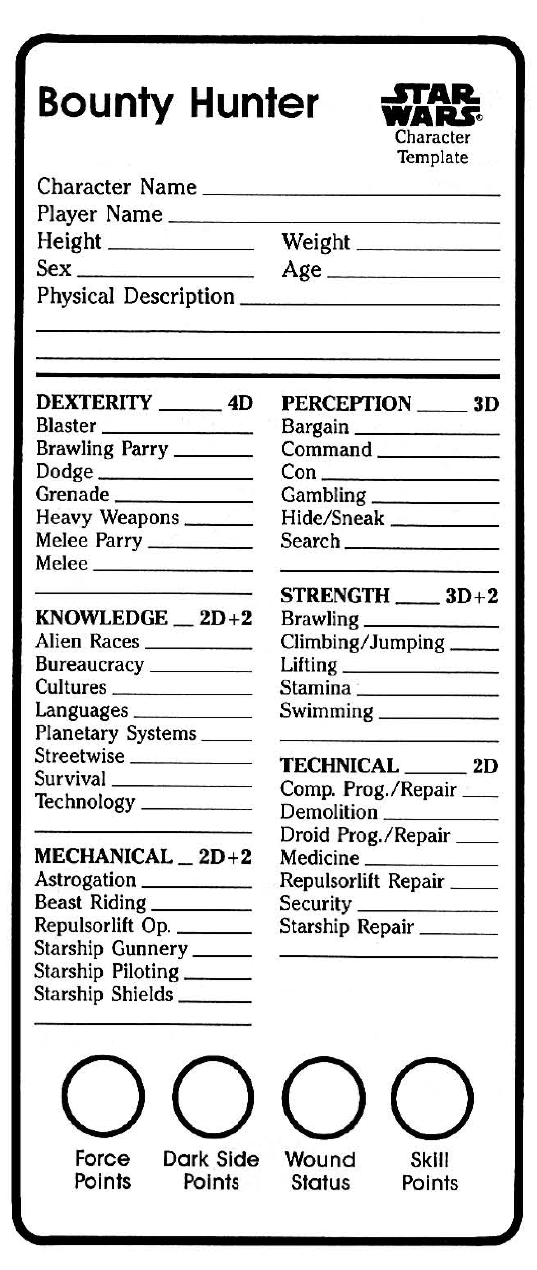 Bounty Hunter
STAR
WARS®
Character
Template
Character Name
Player Name
Height Weight
Sex Age
Physical Description
DEXTERITY 4D
Blaster
Brawling Parry
Dodge
Grenade
Heavy Weapons
Melee Parry
Melee
KNOWLEDGE 2D+2
Alien Races
Bureaucracy
Cultures
Languages
Planetary Systems
Streetwise
Survival
Technology
MECHANICAL 2D+2
Astrogation
Beast Riding
Repulsorlift Op.
Starship Gunnery
Starship Piloting
Starship Shields
PERCEPTION 3D
Bargain
Command
Con
Gambling
Hide/Sneak
Search
STRENGTH 3D+2
Brawling
Climbing/Jumping
Lifting
Stamina
Swimming
TECHNICAL 2D
Comp. Prog./Repair
Demolition
Droid Prog./Repair
Medicine
Repulsorlift Repair
Security
Starship Repair
Force
Points
Dark Side
Points
Wound
Status
Skill
Points